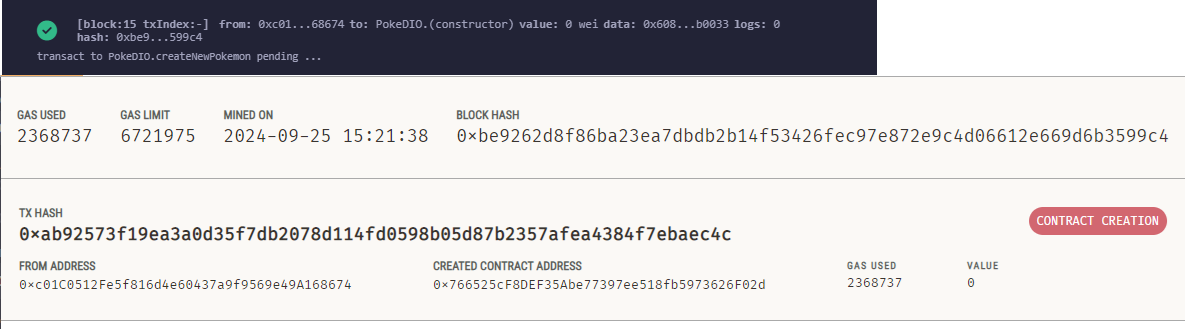 [block:15 txIndex:-] from: 0xc01...68674 to: PokeDIO.(constructor) value: 0 wei data: 0x608...b0033 logs: 0
hash: 0xbe9...599c4
transact to PokeDIO.createNewPokemon pending ...
GAS USED GAS LIMIT MINED ON BLOCK HASH
2368737 6721975 2024-09-25 15:21:38 0×be9262d8f86ba23ea7dbdb2b14f53426fec97e872e9c4d06612e669d6b3599c4
TX HASH
0×ab92573f19ea3a0d35f7db2078d114fd0598b05d87b2357afea4384f7ebaec4c
CONTRACT CREATION
FROM ADDRESS CREATED CONTRACT ADDRESS GAS USED VALUE
0×c01C0512Fe5f816d4e60437a9f9569e49A168674 0×766525cF8DEF35Abe77397ee518fb5973626F02d 2368737 0